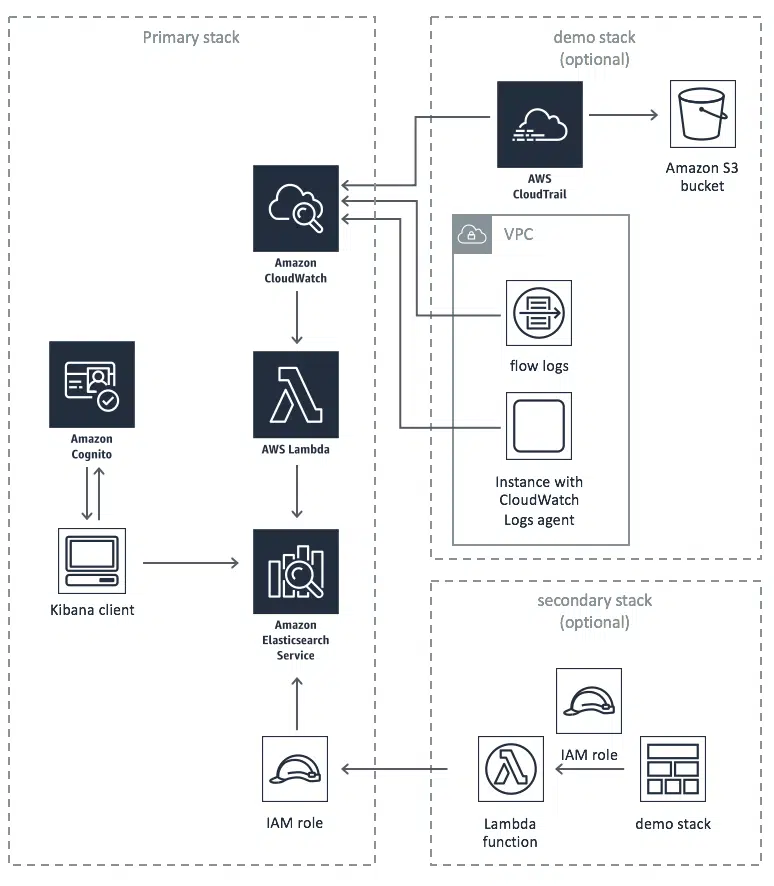 Primary stack
Amazon
CloudWatch
Amazon
Cognito
AWS Lambda
Kibana client
Amazon
Elasticsearch
Service
IAM role
demo stack
(optional)
AWS
CloudTrail
Amazon S3
bucket
VPC
flow logs
Instance with
CloudWatch
Logs agent
secondary stack
(optional)
IAM role
Lambda
function
demo stack